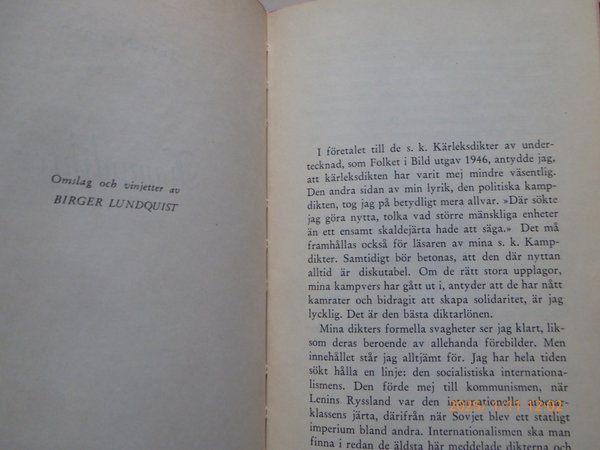 Omslag och vinjetter av
BIRGER LUNDQUIST
I företalet till de s. k. Kärleksdikter av under-
tecknad, som Folket i Bild utgav 1946, antydde jag,
att kärleksdikten har varit mej mindre väsentlig.
Den andra sidan av min lyrik, den politiska kamp-
dikten, tog jag på betydligt mera allvar. »Där sökte
jag göra nytta, tolka vad större mänskliga enheter
än ett ensamt skaldejärta hade att säga.» Det må
framhållas också för läsaren av mina s. k. Kamp-
dikter. Samtidigt bör betonas, att den där nyttan
alltid är diskutabel. Om de rätt stora upplagor,
mina kampvers har gått ut i, antyder att de har nått
kamrater och bidragit att skapa solidaritet, är jag
lycklig. Det är den bästa diktarlönen.
Mina dikters formella svagheter ser jag klart, lik-
som deras beroende av allehanda förebilder. Men
innehållet står jag alltjämt för. Jag har hela tiden
sökt hålla en linje: den socialistiska internationa-
lismens. Den förde mej till kommunismen, när
Lenins Ryssland var den internationella arbetar-
klassens järta, därifrån när Sovjet blev ett statligt
imperium bland andra. Internationalismen ska man
finna i redan de äldsta här meddelade dikterna och